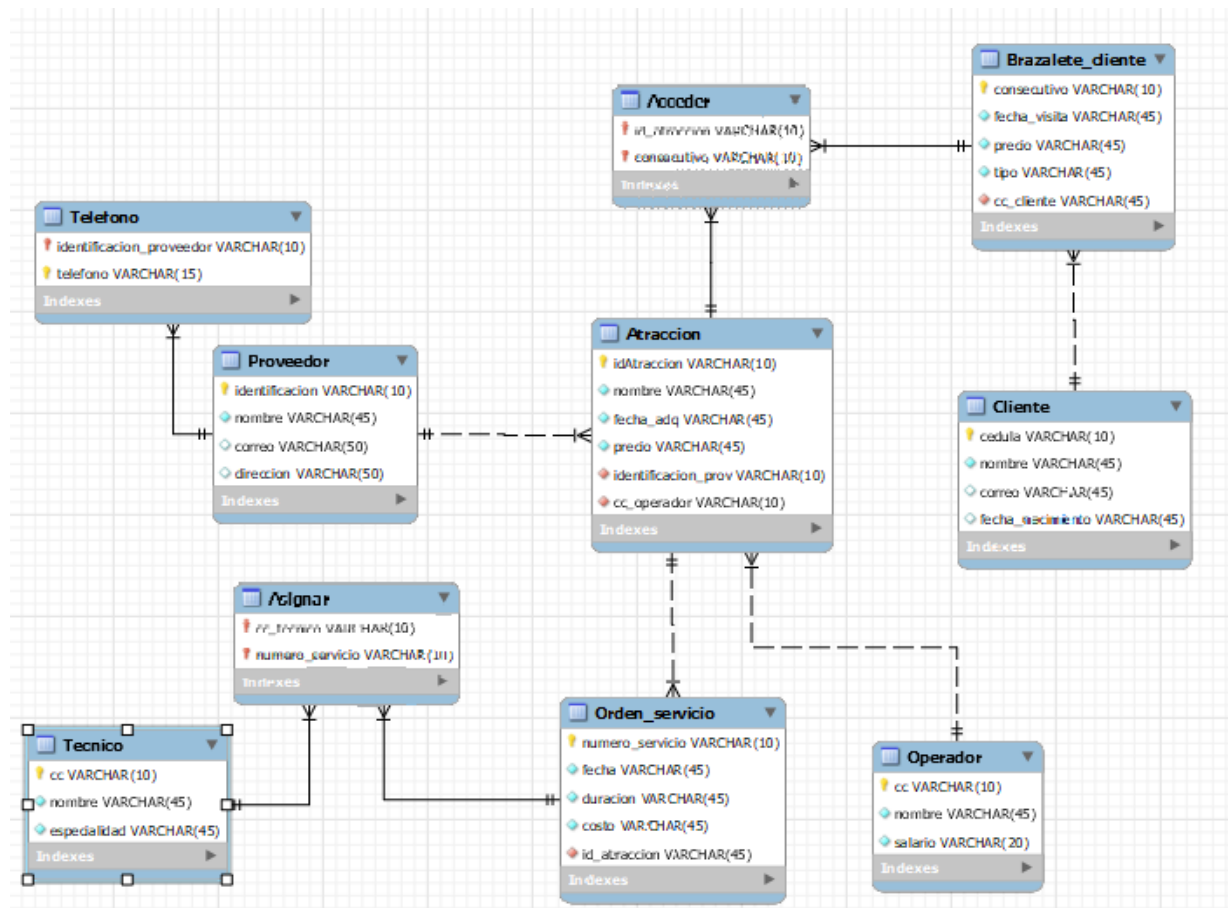 Brazalete_cliente
consecutivo VARCHAR(10)
fecha_visita VARCHAR(45)
precio VARCHAR(45)
tipo VARCHAR(45)
cc_cliente VARCHAR(45)
Indexes
Acceder
id_atraccion VARCHAR(10)
consecutivo VARCHAR(10)
Indexes
Telefono
identificacion_proveedor VARCHAR(10)
telefono VARCHAR(15)
Indexes
Proveedor
identificacion VARCHAR(10)
nombre VARCHAR(45)
correo VARCHAR(50)
direccion VARCHAR(50)
Indexes
Atraccion
idAtraccion VARCHAR(10)
nombre VARCHAR(45)
fecha_adq VARCHAR(45)
precio VARCHAR(45)
identificacion_prov VARCHAR(10)
cc_operador VARCHAR(10)
Indexes
Cliente
cedula VARCHAR(10)
nombre VARCHAR(45)
correo VARCHAR(45)
fecha_nacimiento VARCHAR(45)
Indexes
Asignar
cc_tecnico VARCHAR(10)
numero_servicio VARCHAR(10)
Indexes
Tecnico
cc VARCHAR(10)
nombre VARCHAR(45)
especialidad VARCHAR(45)
Indexes
Orden_servicio
numero_servicio VARCHAR(10)
fecha VARCHAR(45)
duracion VARCHAR(45)
costo VARCHAR(45)
id_atraccion VARCHAR(45)
Indexes
Operador
cc VARCHAR(10)
nombre VARCHAR(45)
salario VARCHAR(20)
Indexes